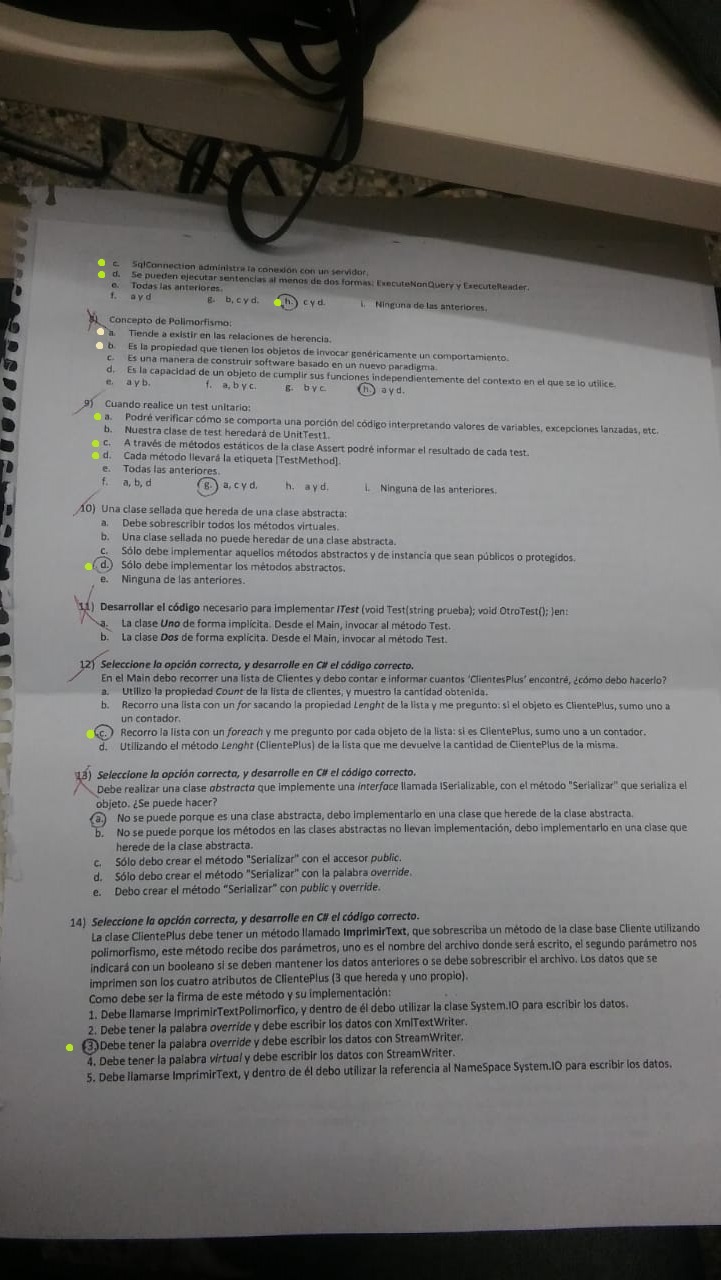 c. SqlConnection administra la conexión con un servidor.
d. Se pueden ejecutar sentencias al menos de dos formas: ExecuteNonQuery y ExecuteReader.
e. Todas las anteriores.
f. a y d g. b, c y d. h. c y d. i. Ninguna de las anteriores.
8) Concepto de Polimorfismo:
a. Tiende a existir en las relaciones de herencia.
b. Es la propiedad que tienen los objetos de invocar genéricamente un comportamiento.
c. Es una manera de construir software basado en un nuevo paradigma.
d. Es la capacidad de un objeto de cumplir sus funciones independientemente del contexto en el que se lo utilice.
e. a y b. f. a, b y c. g. b y c. h. a y d.
9) Cuando realice un test unitario:
a. Podré verificar cómo se comporta una porción del código interpretando valores de variables, excepciones lanzadas, etc.
b. Nuestra clase de test heredará de UnitTest1.
c. A través de métodos estáticos de la clase Assert podré informar el resultado de cada test.
d. Cada método llevará la etiqueta [TestMethod].
e. Todas las anteriores.
f. a, b, d g. a, c y d. h. a y d. i. Ninguna de las anteriores.
10) Una clase sellada que hereda de una clase abstracta:
a. Debe sobrescribir todos los métodos virtuales.
b. Una clase sellada no puede heredar de una clase abstracta.
c. Sólo debe implementar aquellos métodos abstractos y de instancia que sean públicos o protegidos.
d. Sólo debe implementar los métodos abstractos.
e. Ninguna de las anteriores.
11) Desarrollar el código necesario para implementar ITest (void Test(string prueba); void OtroTest(); )en:
a. La clase Uno de forma implícita. Desde el Main, invocar al método Test.
b. La clase Dos de forma explícita. Desde el Main, invocar al método Test.
12) Seleccione la opción correcta, y desarrolle en C# el código correcto.
En el Main debo recorrer una lista de Clientes y debo contar e informar cuantos 'ClientesPlus' encontré, ¿cómo debo hacerlo?
a. Utilizo la propiedad Count de la lista de clientes, y muestro la cantidad obtenida.
b. Recorro una lista con un for sacando la propiedad Lenght de la lista y me pregunto: si el objeto es ClientePlus, sumo uno a
un contador.
c. Recorro la lista con un foreach y me pregunto por cada objeto de la lista: si es ClientePlus, sumo uno a un contador.
d. Utilizando el método Lenght (ClientePlus) de la lista que me devuelve la cantidad de ClientePlus de la misma.
13) Seleccione la opción correcta, y desarrolle en C# el código correcto.
Debe realizar una clase abstracta que implemente una interface llamada ISerializable, con el método "Serializar" que serializa el
objeto. ¿Se puede hacer?
a. No se puede porque es una clase abstracta, debo implementarlo en una clase que herede de la clase abstracta.
b. No se puede porque los métodos en las clases abstractas no llevan implementación, debo implementarlo en una clase que
herede de la clase abstracta.
c. Sólo debo crear el método "Serializar" con el accesor public.
d. Sólo debo crear el método "Serializar" con la palabra override.
e. Debo crear el método "Serializar" con public y override.
14) Seleccione la opción correcta, y desarrolle en C# el código correcto.
La clase ClientePlus debe tener un método llamado ImprimirText, que sobrescriba un método de la clase base Cliente utilizando
polimorfismo, este método recibe dos parámetros, uno es el nombre del archivo donde será escrito, el segundo parámetro nos
indicará con un booleano si se deben mantener los datos anteriores o se debe sobrescribir el archivo. Los datos que se
imprimen son los cuatro atributos de ClientePlus (3 que hereda y uno propio).
Como debe ser la firma de este método y su implementación:
1. Debe llamarse ImprimirTextPolimorfico, y dentro de él debo utilizar la clase System.IO para escribir los datos.
2. Debe tener la palabra override y debe escribir los datos con XmlTextWriter.
3. Debe tener la palabra override y debe escribir los datos con StreamWriter.
4. Debe tener la palabra virtual y debe escribir los datos con StreamWriter.
5. Debe llamarse ImprimirText, y dentro de él debo utilizar la referencia al NameSpace System.IO para escribir los datos.